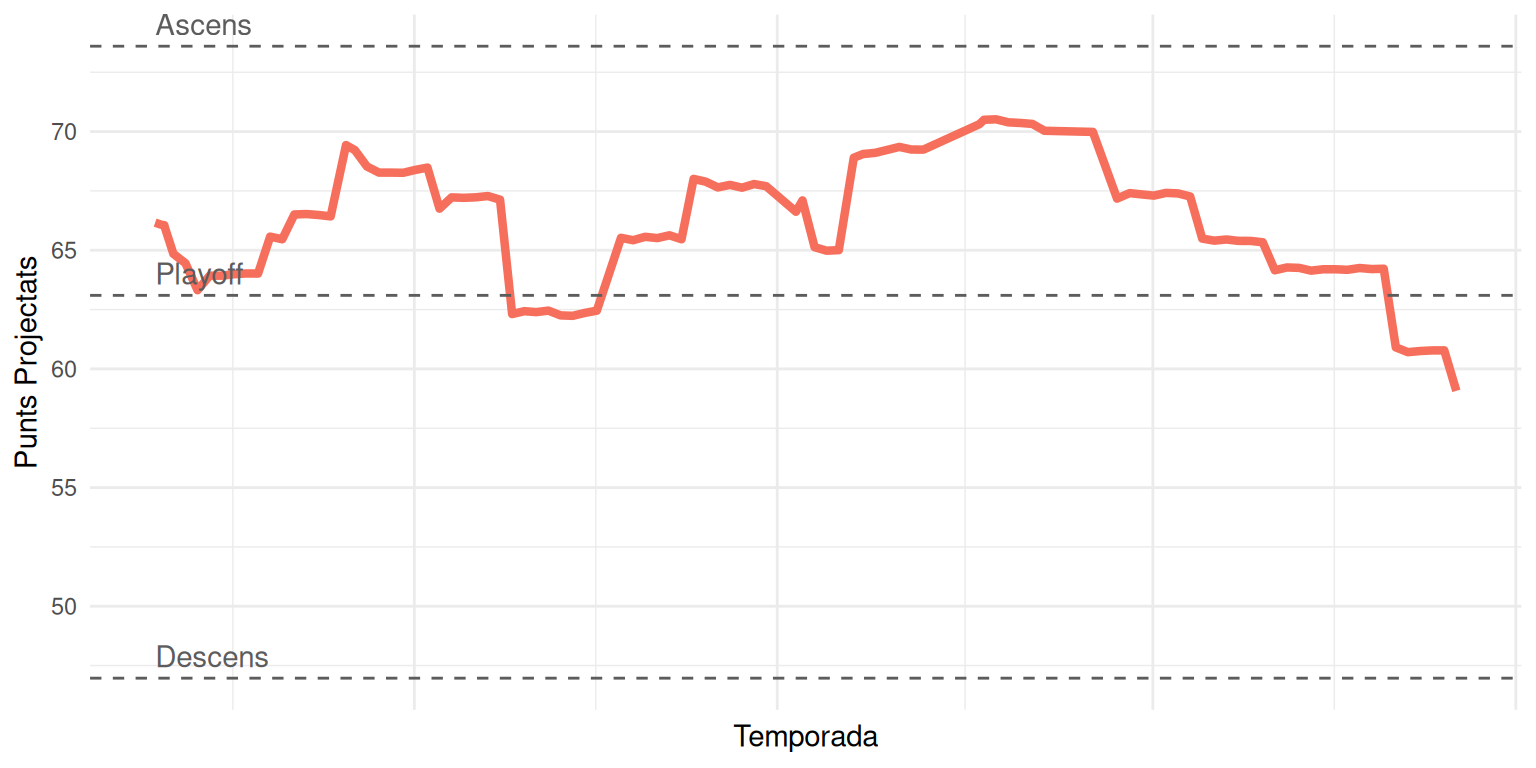 Ascens
70
65
Playoff
60
55
50
Descens
Punts Projectats
Temporada